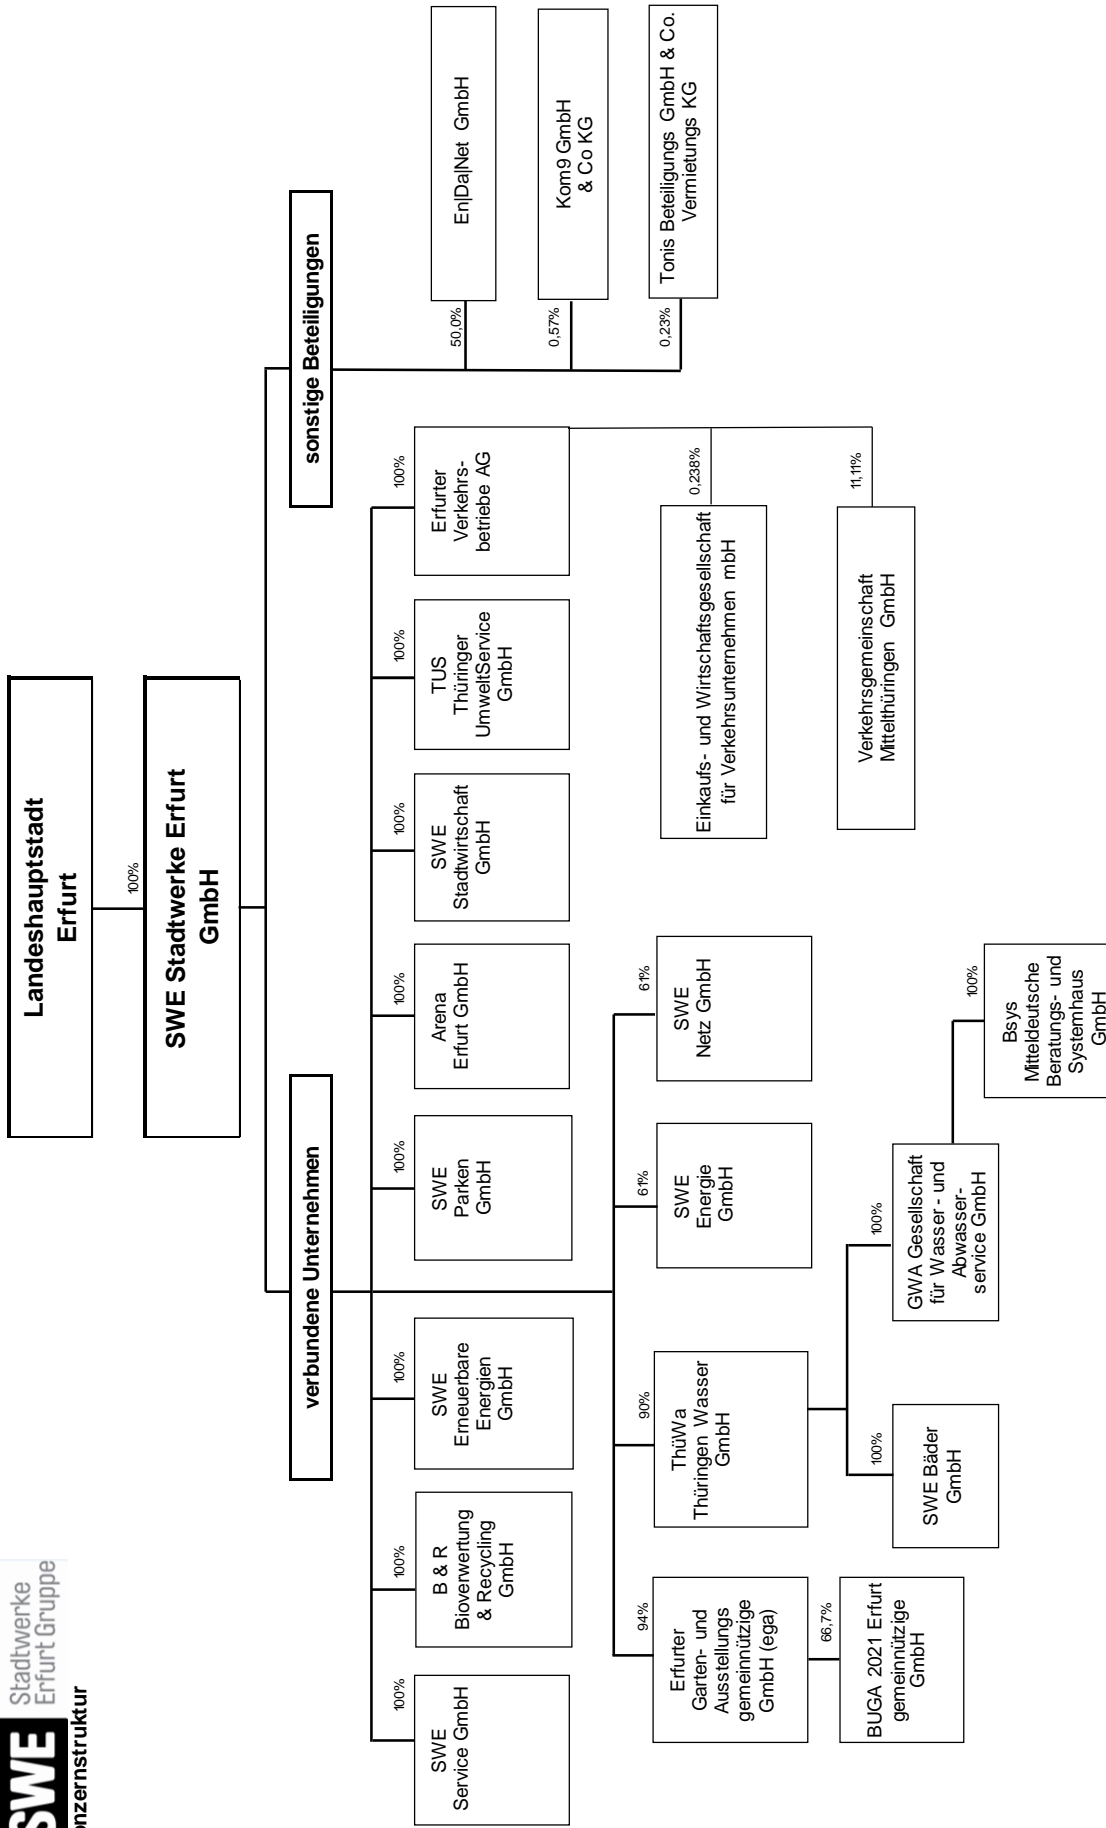 SWE
Stadtwerke
Erfurt Gruppe
onzernstruktur
Landeshauptstadt
Erfurt
100%
SWE Stadtwerke Erfurt
GmbH
verbundene Unternehmen
sonstige Beteiligungen
100%
SWE
Service GmbH
100%
B & R
Bioverwertung
& Recycling
GmbH
100%
SWE
Erneuerbare
Energien
GmbH
100%
SWE
Parken
GmbH
100%
Arena
Erfurt GmbH
100%
SWE
Stadtwirtschaft
GmbH
100%
TUS
Thüringer
UmweltService
GmbH
100%
Erfurter
Verkehrs-
betriebe AG
50,0%
En|Da|Net GmbH
0,57%
Kom9 GmbH
& Co KG
0,23%
Tonis Beteiligungs GmbH & Co.
Vermietungs KG
94%
Erfurter
Garten- und
Ausstellungs
gemeinnützige
GmbH (ega)
90%
ThüWa
Thüringen Wasser
GmbH
61%
SWE
Energie
GmbH
61%
SWE
Netz GmbH
0,238%
Einkaufs- und Wirtschaftsgesellschaft
für Verkehrsunternehmen mbH
11,11%
Verkehrsgemeinschaft
Mittelthüringen GmbH
66,7%
BUGA 2021 Erfurt
gemeinnützige
GmbH
100%
SWE Bäder
GmbH
100%
GWA Gesellschaft
für Wasser - und
Abwasser-
service GmbH
100%
Bsys
Mitteldeutsche
Beratungs- und
Systemhaus
GmbH